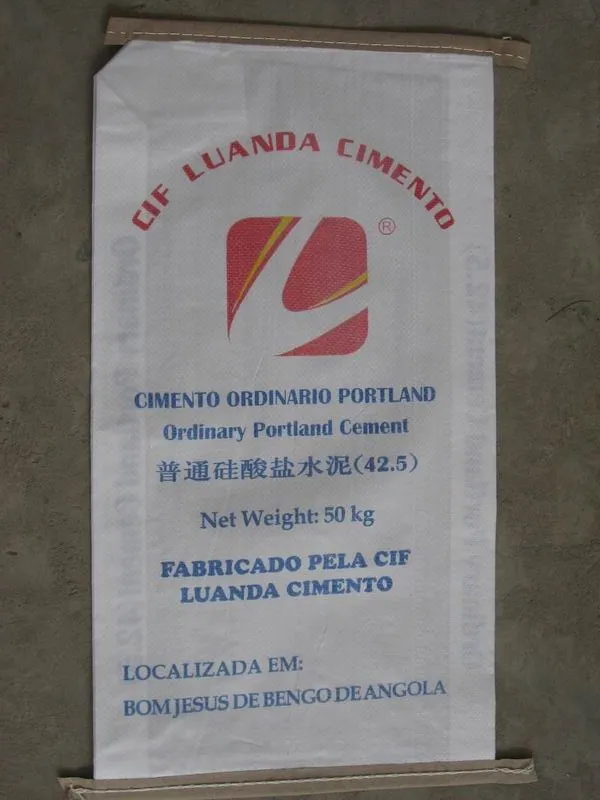 CIF LUANDA CIMENTO
®
CIMENTO ORDINARIO PORTLAND
Ordinary Portland Cement
普通硅酸盐水泥(42.5)
Net Weight: 50 kg
FABRICADO PELA CIF
LUANDA CIMENTO
LOCALIZADA EM:
BOM JESUS DE BENGO DE ANGOLA